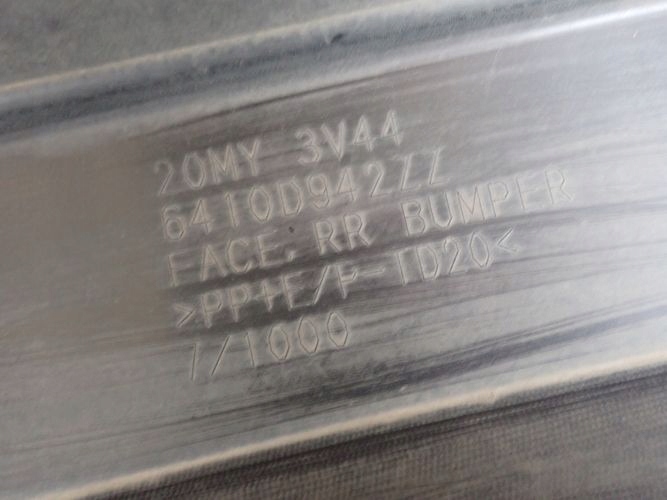 20MY 3V44
6410D942ZZ
FACE, RR BUMPER
>PP+E/P-TD20<
1/1000